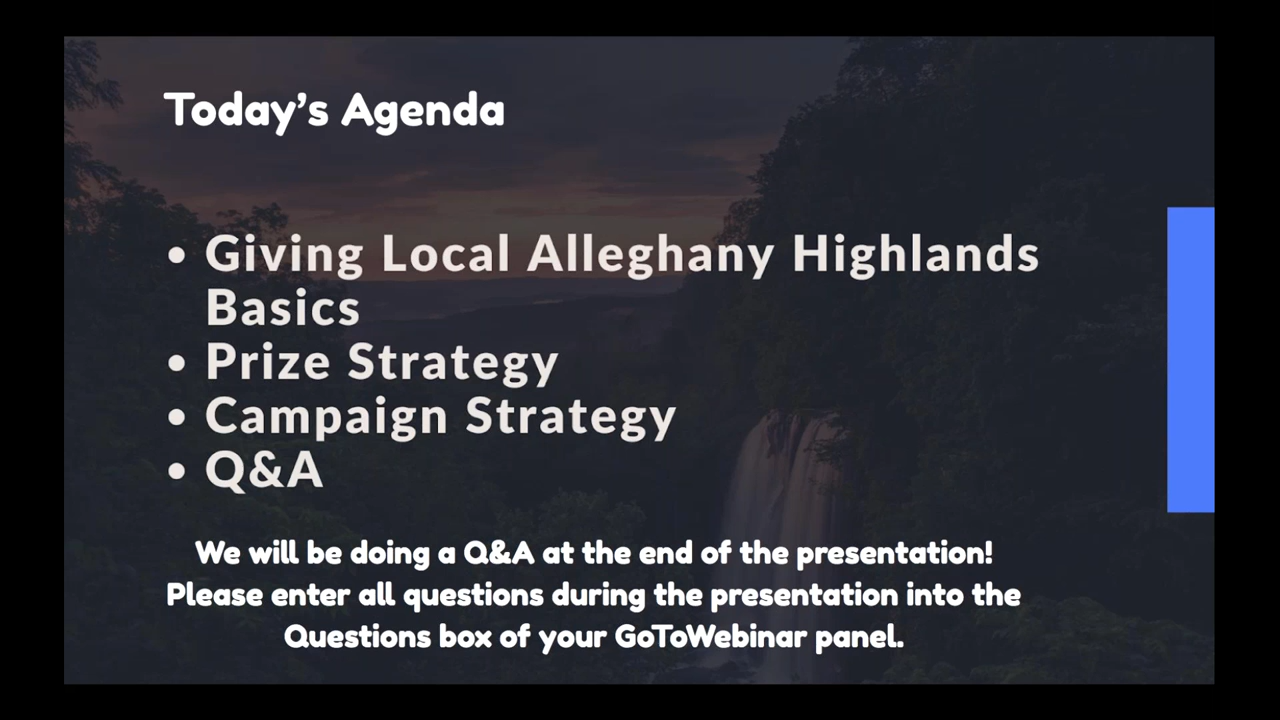 Today’s Agenda
• Giving Local Alleghany Highlands
Basics
• Prize Strategy
• Campaign Strategy
• Q&A
We will be doing a Q&A at the end of the presentation!
Please enter all questions during the presentation into the
Questions box of your GoToWebinar panel.